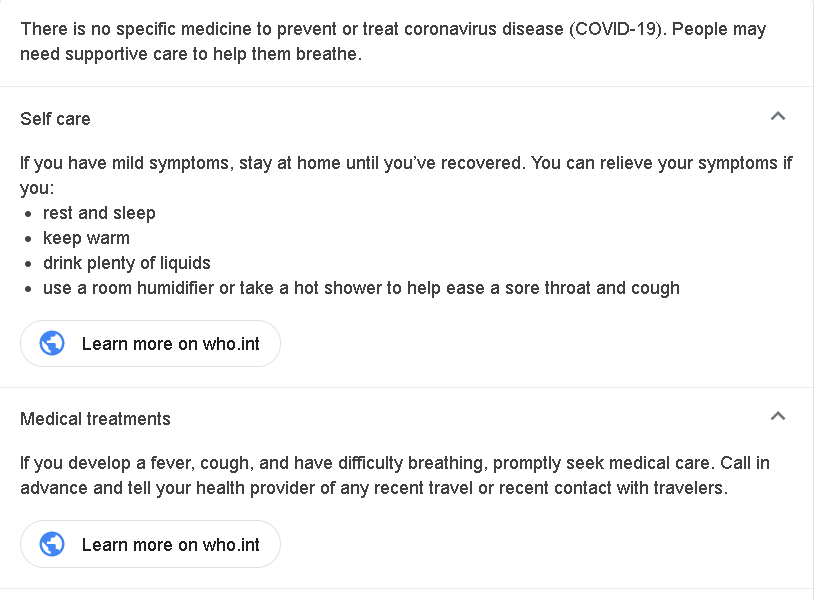 There is no specific medicine to prevent or treat coronavirus disease (COVID-19). People may
need supportive care to help them breathe.
Self care
If you have mild symptoms, stay at home until you’ve recovered. You can relieve your symptoms if
you:
• rest and sleep
• keep warm
• drink plenty of liquids
• use a room humidifier or take a hot shower to help ease a sore throat and cough
Learn more on who.int
Medical treatments
If you develop a fever, cough, and have difficulty breathing, promptly seek medical care. Call in
advance and tell your health provider of any recent travel or recent contact with travelers.
Learn more on who.int